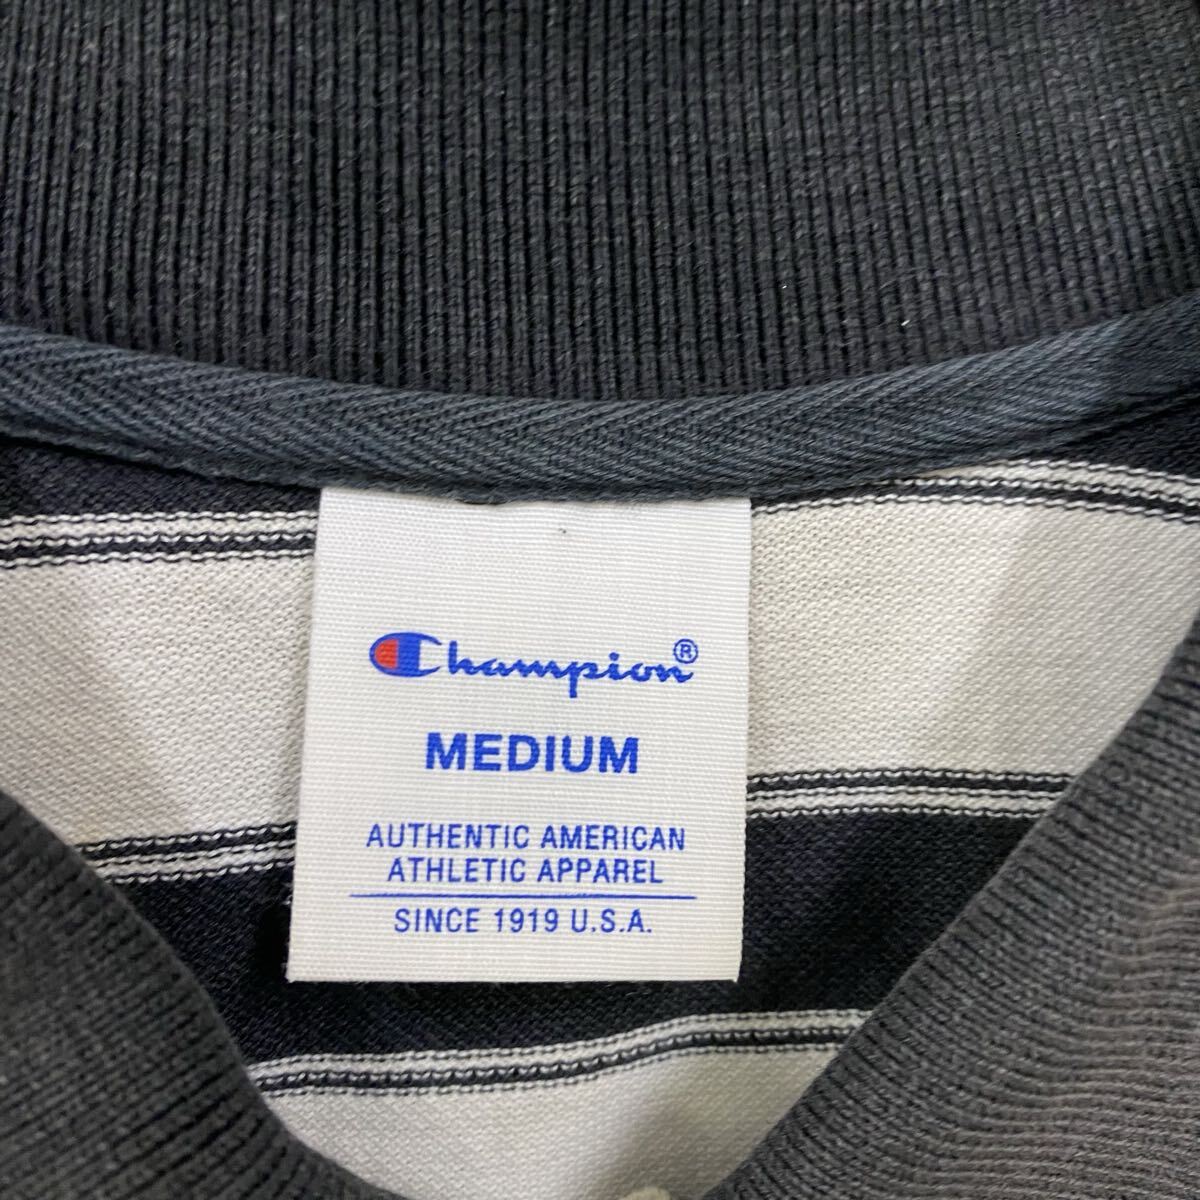 Champion®
MEDIUM
AUTHENTIC AMERICAN
ATHLETIC APPAREL
SINCE 1919 U.S.A.